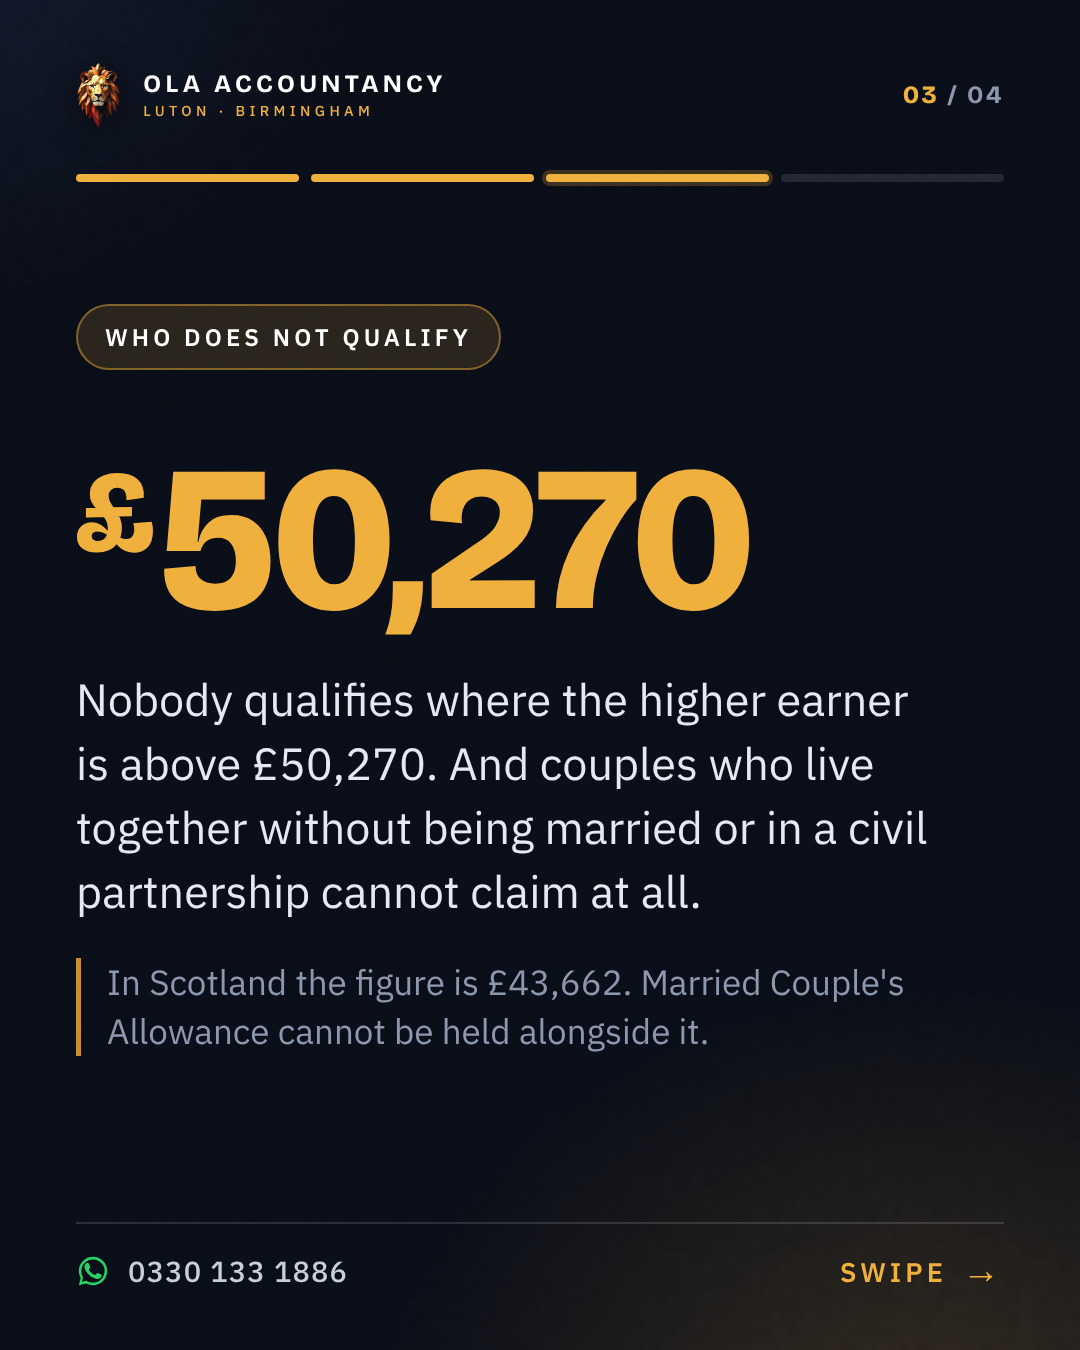 OLA ACCOUNTANCY
LUTON · BIRMINGHAM
03 / 04
WHO DOES NOT QUALIFY
£50,270
Nobody qualifies where the higher earner
is above £50,270. And couples who live
together without being married or in a civil
partnership cannot claim at all.
In Scotland the figure is £43,662. Married Couple's
Allowance cannot be held alongside it.
0330 133 1886
SWIPE →